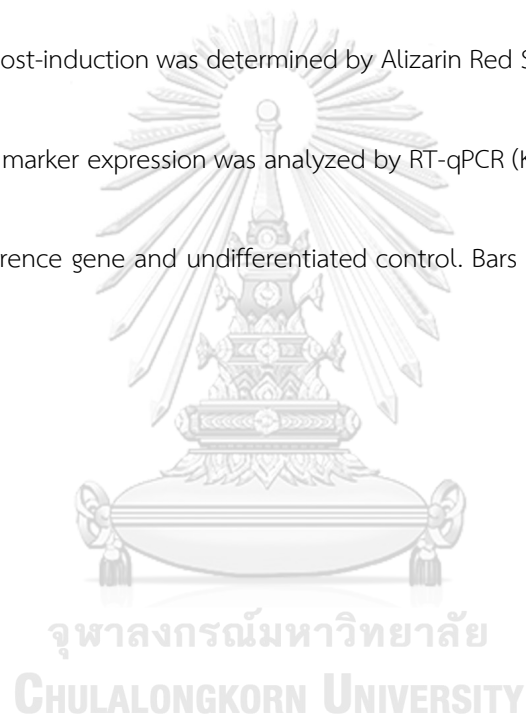 ost-induction was determined by Alizarin Red S
marker expression was analyzed by RT-qPCR (K
rence gene and undifferentiated control. Bars
จุฬาลงกรณ์มหาวิทยาลัย
CHULALONGKORN UNIVERSITY